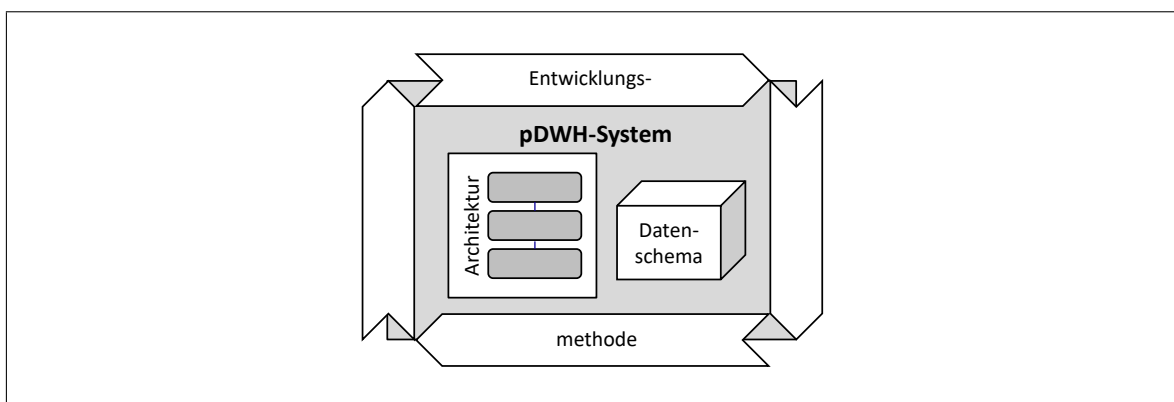 Entwicklungs-
pDWH-System
Architektur
Daten-
schema
methode